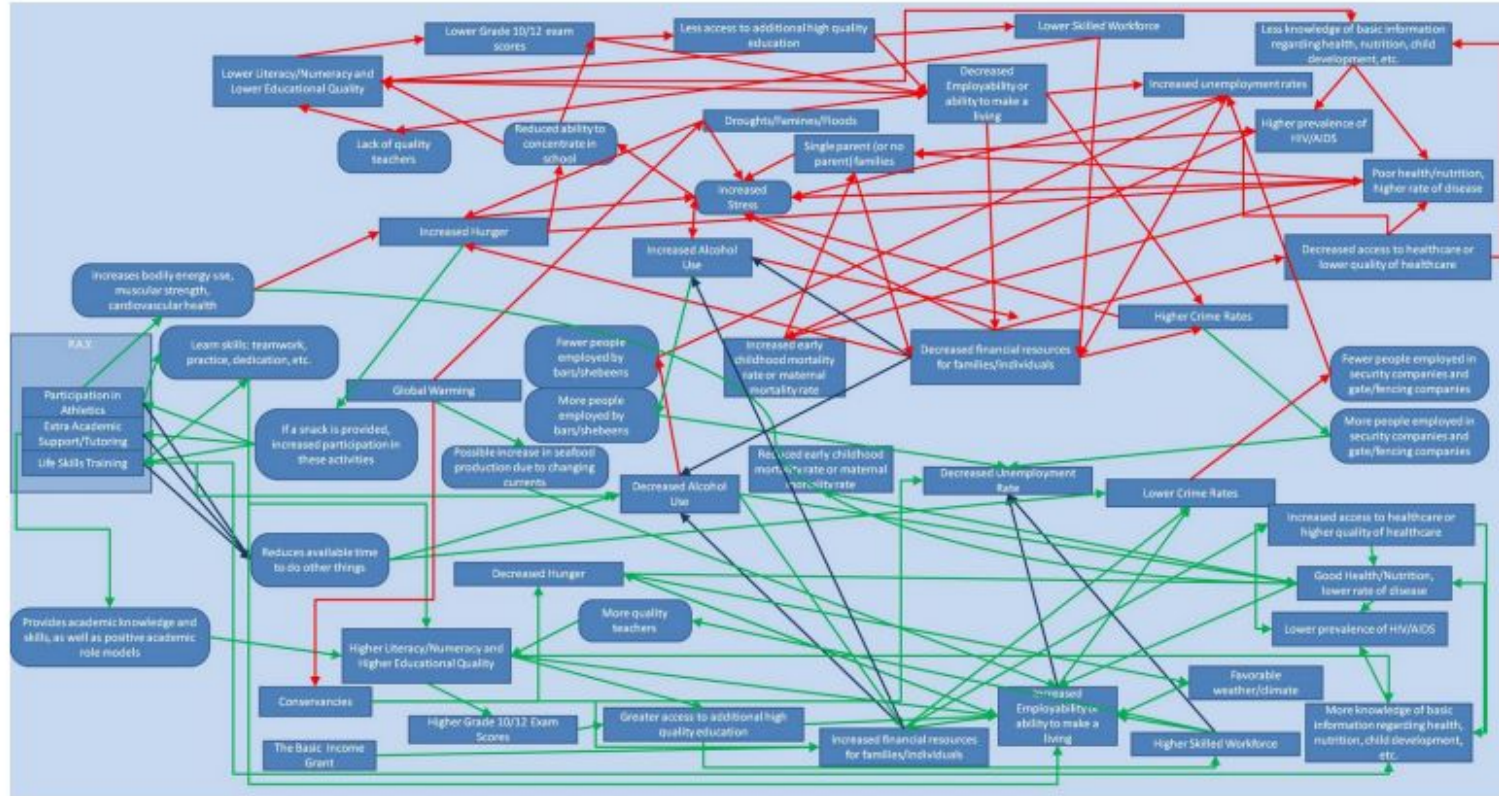 Lower Grade 10/12 exam
scores
Less access to additional high quality
education
Lower Skilled Workforce
Less knowledge of basic information
regarding health, nutrition, child
development, etc.
Lower Literacy/Numeracy and
Lower Educational Quality
Decreased
Employability or
ability to make a
living
Increased unemployment rates
Lack of quality
teachers
Reduced ability to
concentrate in
school
Droughts/Famines/Floods
Single parent (or no
parent) families
Higher prevalence of
HIV/AIDS
Increased
Stress
Poor health/nutrition,
higher rate of disease
Increased Hunger
Increased Alcohol
Use
Decreased access to healthcare or
lower quality of healthcare
Increases bodily energy use,
muscular strength,
cardiovascular health
Higher Crime Rates
P.A.Y.
Learn skills: teamwork,
practice, dedication, etc.
Fewer people
employed by
bars/shebeens
Increased early
childhood mortality
rate or maternal
mortality rate
Decreased financial resources
for families/individuals
Fewer people employed in
security companies and
gate/fencing companies
Participation in
Athletics
Extra Academic
Support/Tutoring
Life Skills Training
Global Warming
More people
employed by
bars/shebeens
If a snack is provided,
increased participation in
these activities
Possible increase in seafood
production due to changing
currents
More people employed in
security companies and
gate/fencing companies
Reduced early childhood
mortality rate or maternal
mortality rate
Decreased Unemployment
Rate
Decreased Alcohol
Use
Lower Crime Rates
Increased access to healthcare or
higher quality of healthcare
Reduces available time
to do other things
Decreased Hunger
Good Health/Nutrition,
lower rate of disease
More quality
teachers
Provides academic knowledge and
skills, as well as positive academic
role models
Higher Literacy/Numeracy and
Higher Educational Quality
Lower prevalence of HIV/AIDS
Favorable
weather/climate
Conservancies
Increased
Employability or
ability to make a
living
Higher Grade 10/12 Exam
Scores
Greater access to additional high
quality education
More knowledge of basic
information regarding health,
nutrition, child development,
etc.
The Basic Income
Grant
Increased financial resources
for families/individuals
Higher Skilled Workforce